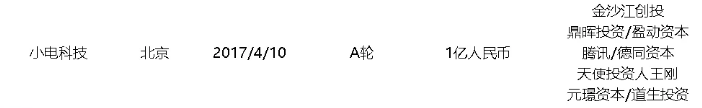 金沙江创投
鼎晖投资/盈动资本
小电科技 北京 2017/4/10 A轮 1亿人民币 腾讯/德同资本
天使投资人王刚
元璟资本/道生投资